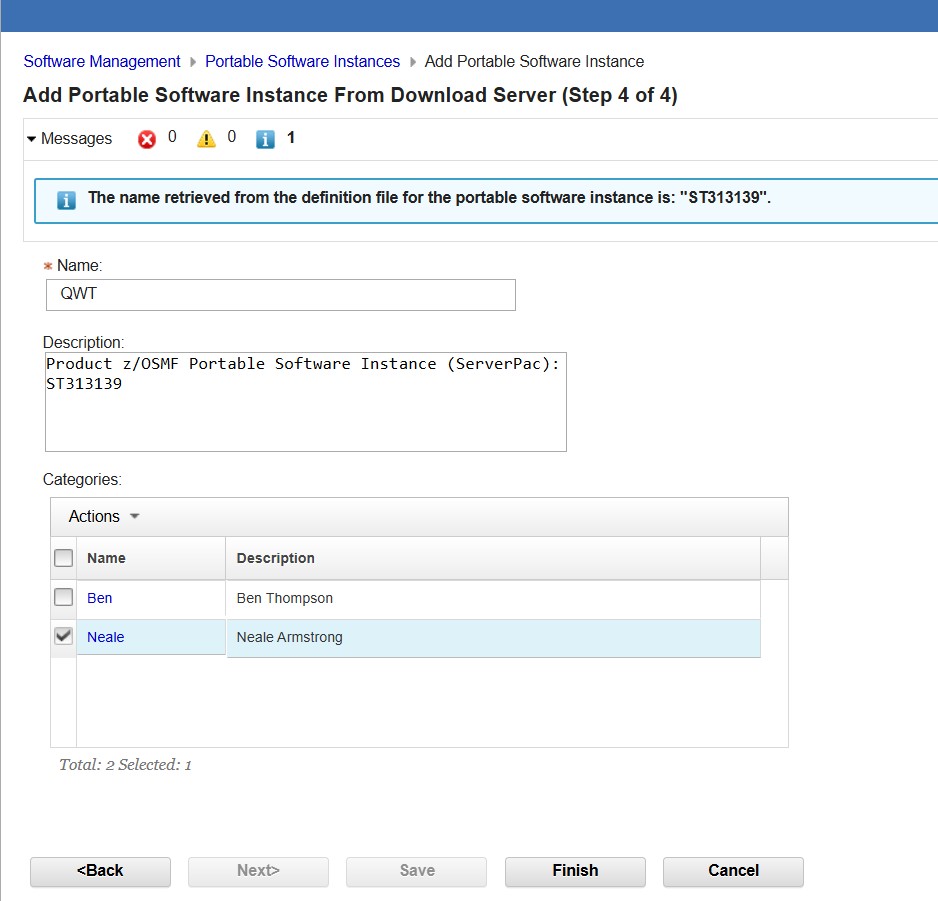 Software Management Portable Software Instances Add Portable Software Instance
Add Portable Software Instance From Download Server (Step 4 of 4)
Messages 0 0 1
The name retrieved from the definition file for the portable software instance is: "ST313139".
* Name:
QWT
Description:
Product z/OSMF Portable Software Instance (ServerPac):
ST313139
Categories:
Actions
Name Description
Ben Ben Thompson
Neale Neale Armstrong
Total: 2 Selected: 1
<Back Next> Save Finish Cancel